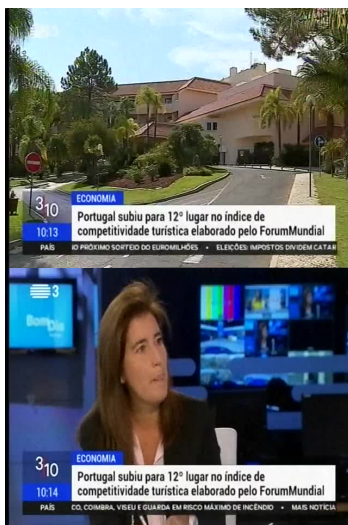 ECONOMIA
Portugal subiu para 12º lugar no índice de
competitividade turística elaborado pelo ForumMundial
3 10
10:13
PAÍS
IO PRÓXIMO SORTEIO DO EUROMILHÕES • ELEIÇÕES: IMPOSTOS DIVIDEM CATAR
3
Bom Dia
ECONOMIA
Portugal subiu para 12º lugar no índice de
competitividade turística elaborado pelo ForumMundial
3 10
10:14
PAÍS
CO, COIMBRA, VISEU E GUARDA EM RISCO MÁXIMO DE INCÊNDIO • MAIS NOTÍCIA